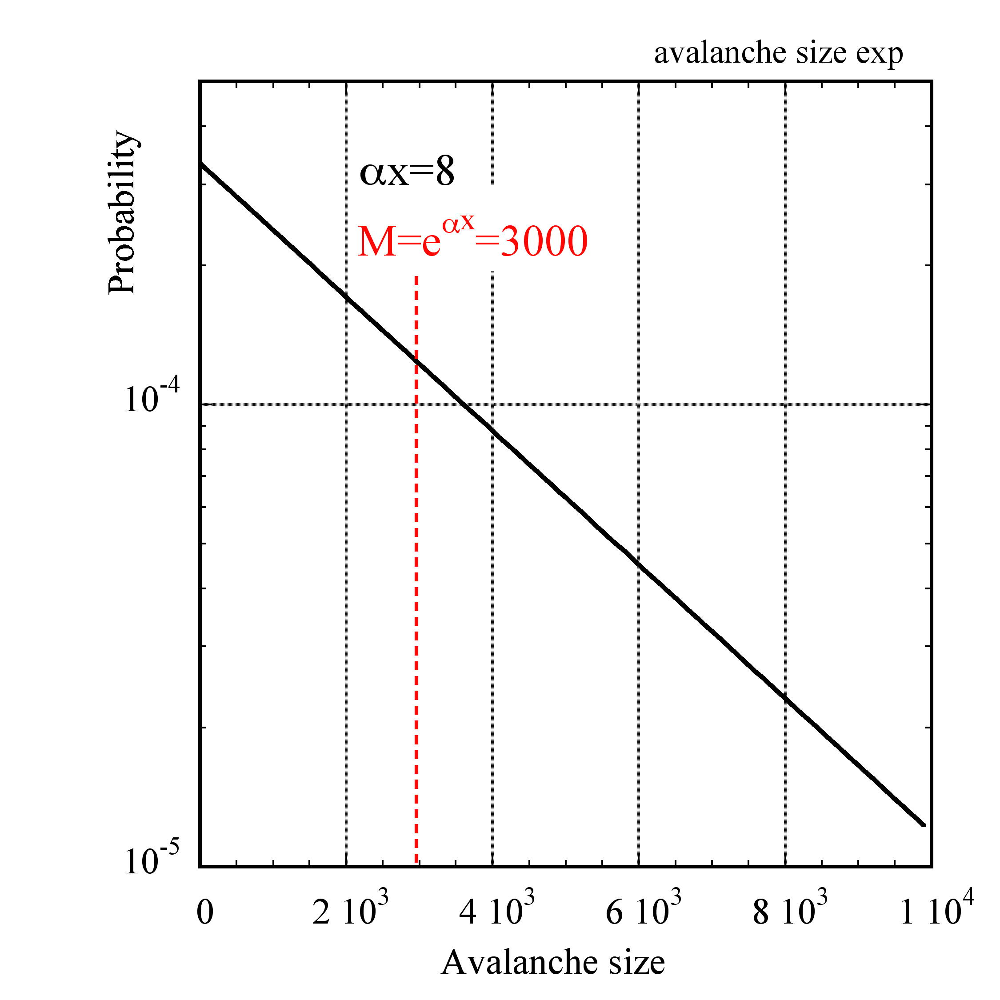 avalanche size exp
Probability
αx=8
M=e^αx=3000
10^-4
10^-5
0 2 10^3 4 10^3 6 10^3 8 10^3 1 10^4
Avalanche size